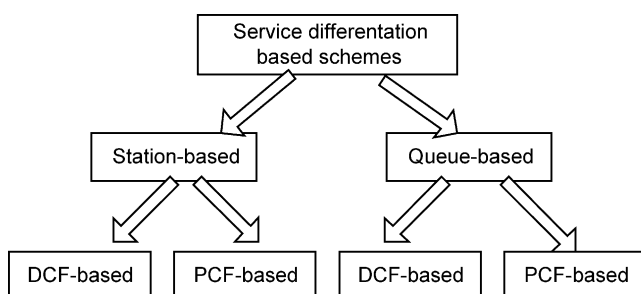 Service differentation
based schemes
Station-based
Queue-based
DCF-based
PCF-based
DCF-based
PCF-based